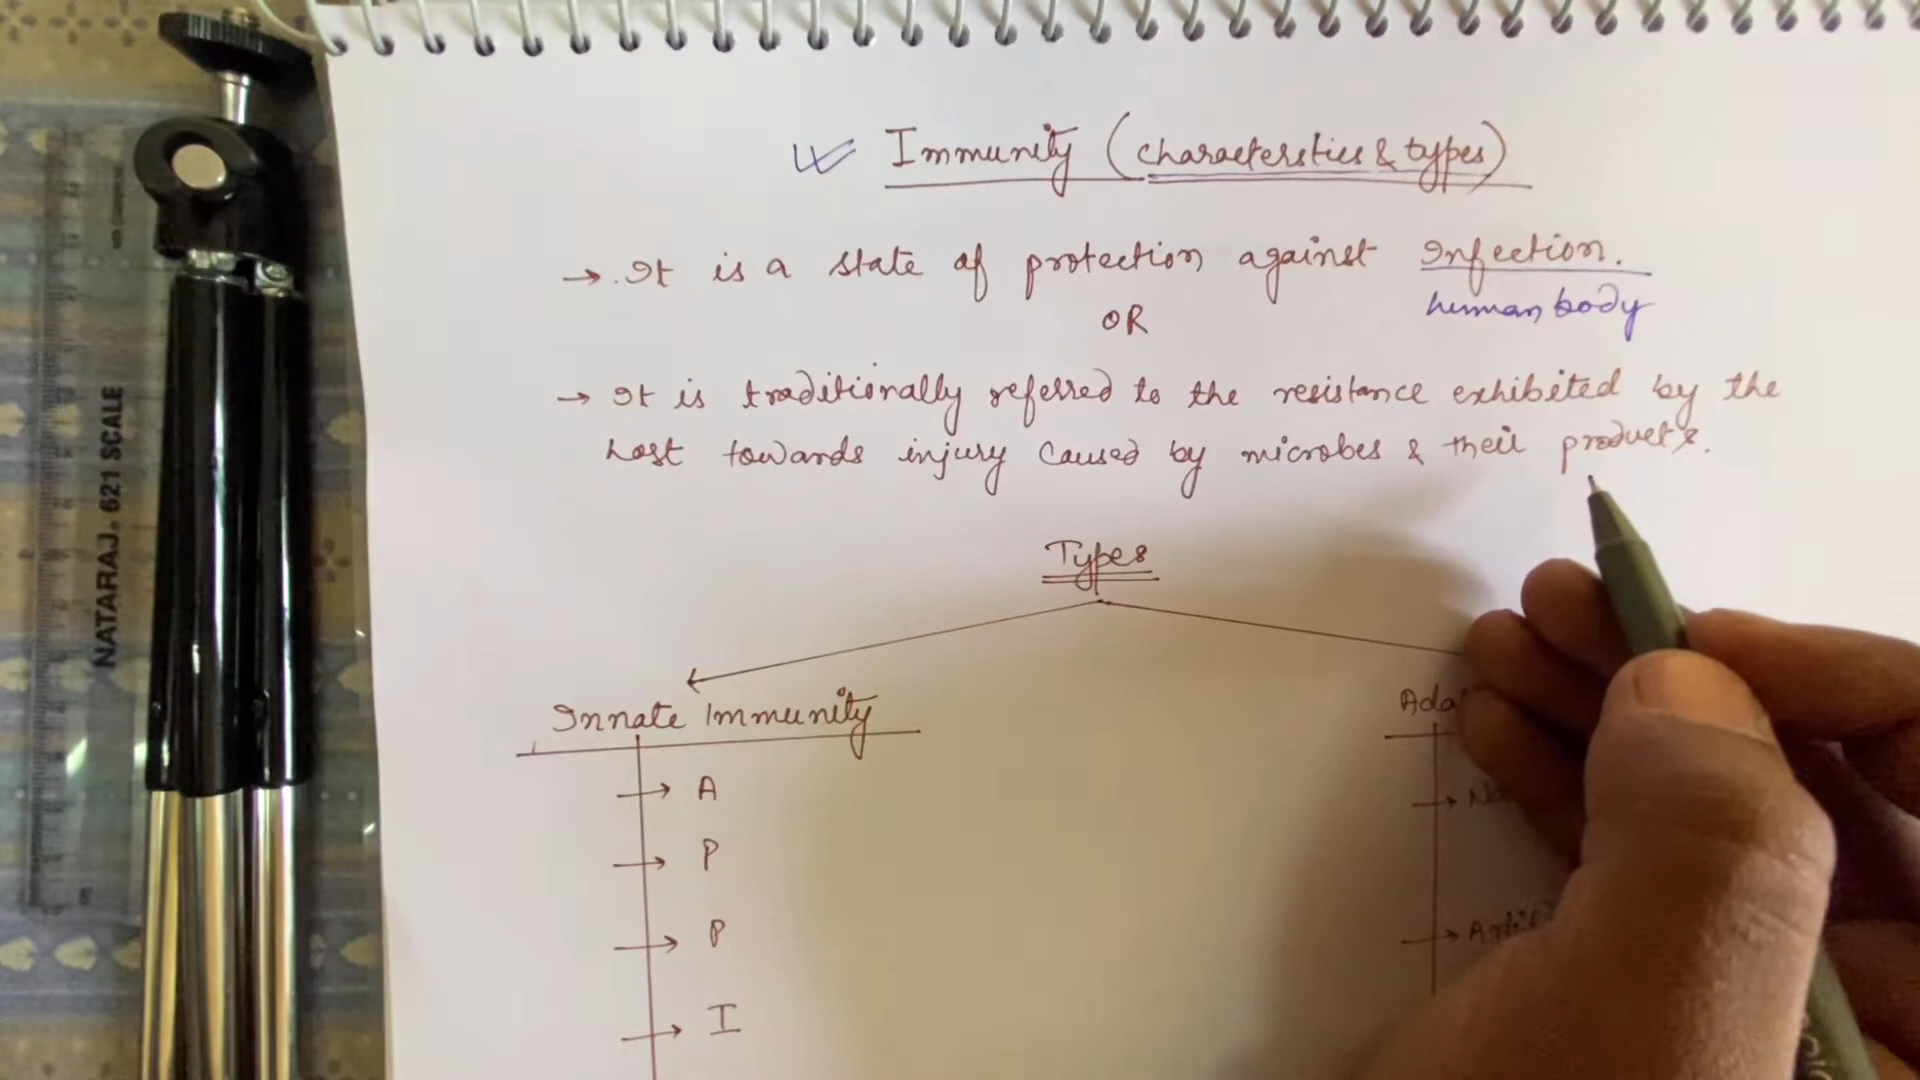 Immunity (characterstics & types)
→ It is a state of protection against Infection.
human body
OR
→ It is traditionally referred to the resistance exhibited by the
host towards injury caused by microbes & their products.
Types
Innate Immunity
→ A
→ P
→ P
→ I
NATARAJ 621 SCALE